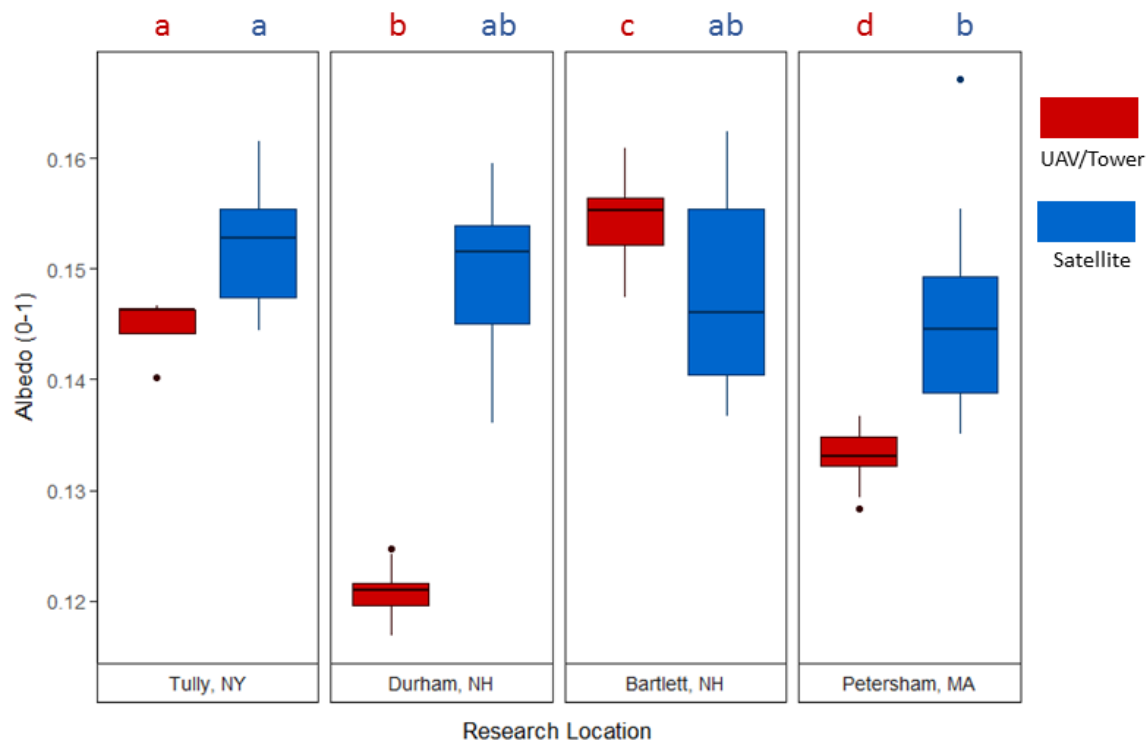 a a b ab c ab d b
UAV/Tower
Satellite
Albedo (0-1)
0.16
0.15
0.14
0.13
0.12
Tully, NY Durham, NH Bartlett, NH Petersham, MA
Research Location